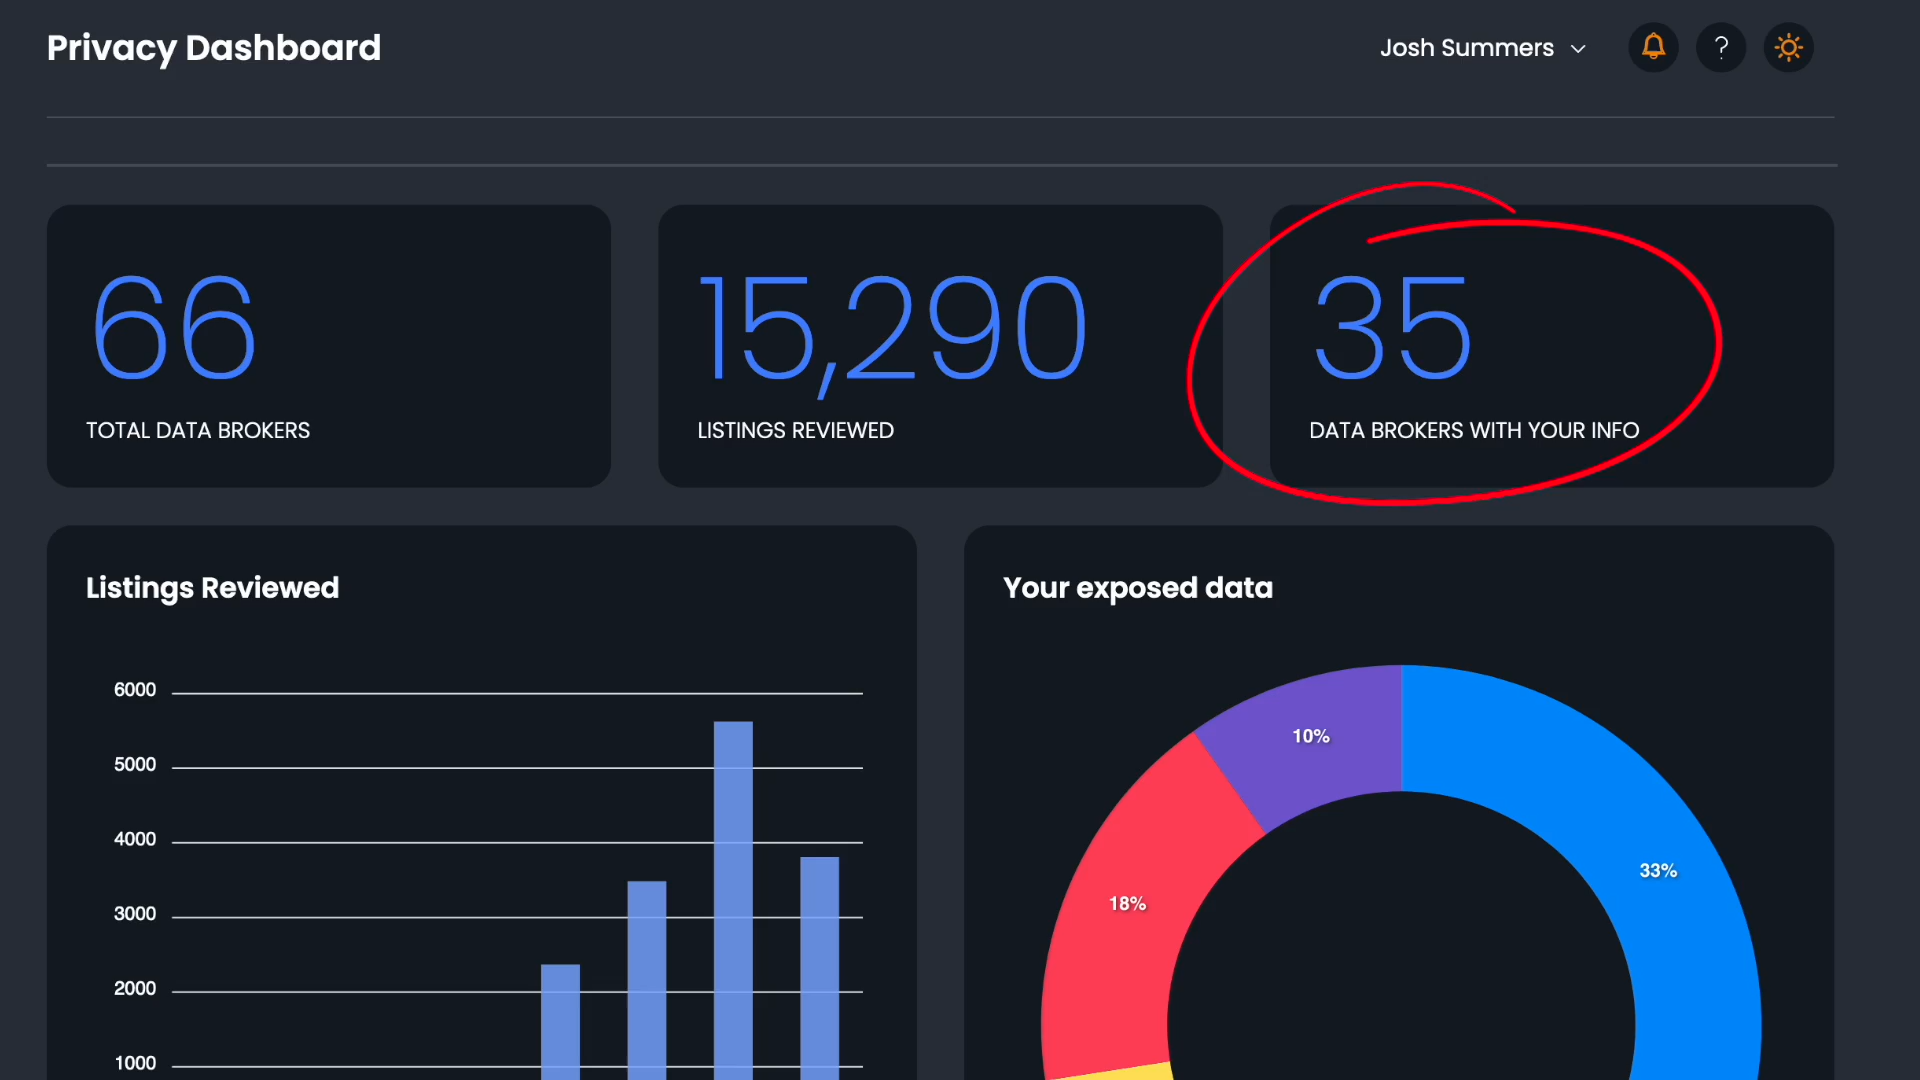 Privacy Dashboard
Josh Summers
?
66
TOTAL DATA BROKERS
15,290
LISTINGS REVIEWED
35
DATA BROKERS WITH YOUR INFO
Listings Reviewed
6000
5000
4000
3000
2000
1000
Your exposed data
10%
33%
18%